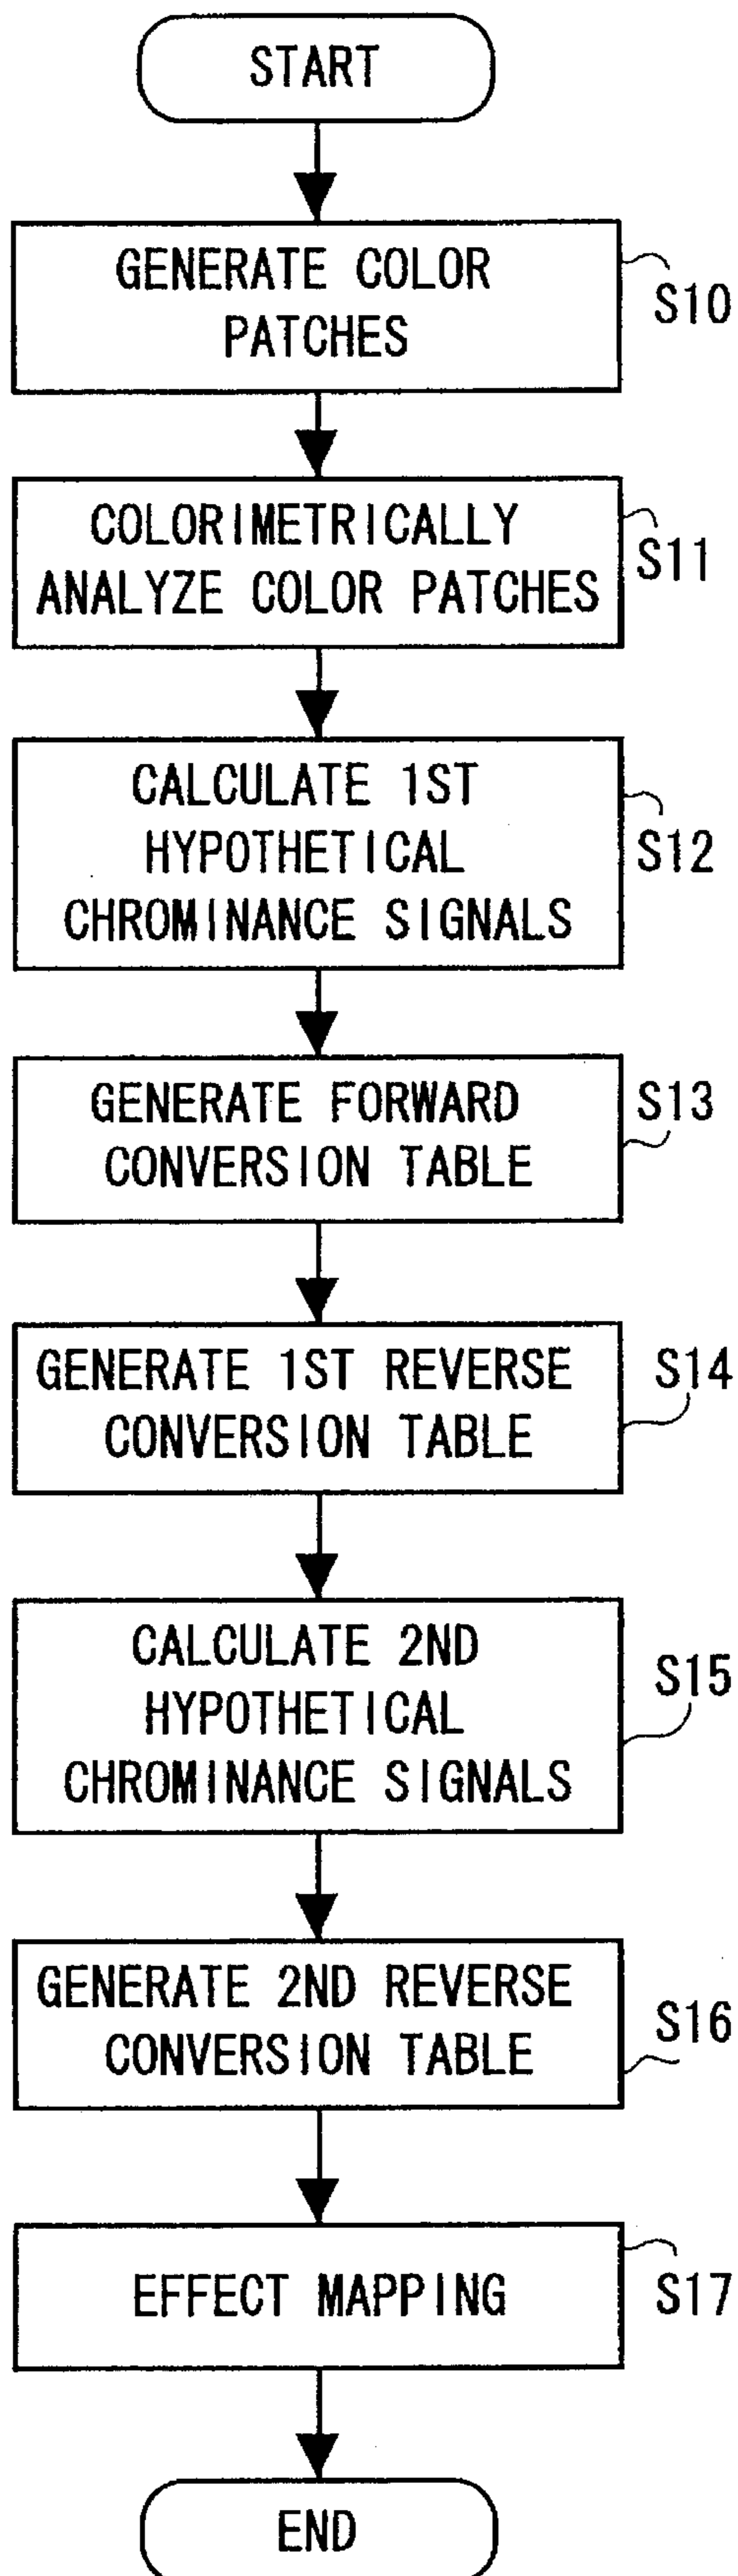 START
GENERATE COLOR
PATCHES
S10
COLORIMETRICALLY
ANALYZE COLOR PATCHES
S11
CALCULATE 1ST
HYPOTHETICAL
CHROMINANCE SIGNALS
S12
GENERATE FORWARD
CONVERSION TABLE
S13
GENERATE 1ST REVERSE
CONVERSION TABLE
S14
CALCULATE 2ND
HYPOTHETICAL
CHROMINANCE SIGNALS
S15
GENERATE 2ND REVERSE
CONVERSION TABLE
S16
EFFECT MAPPING
S17
END